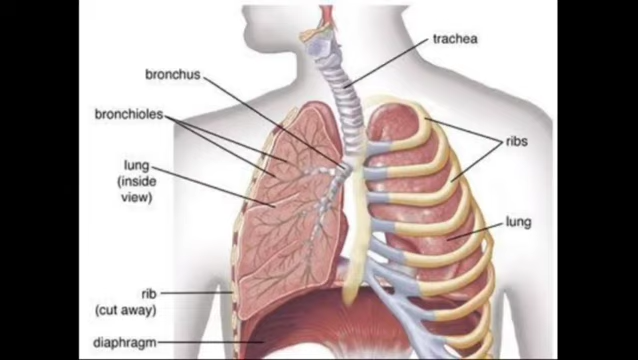 trachea
bronchus
bronchioles
ribs
lung
(inside
view)
lung
rib
(cut away)
diaphragm